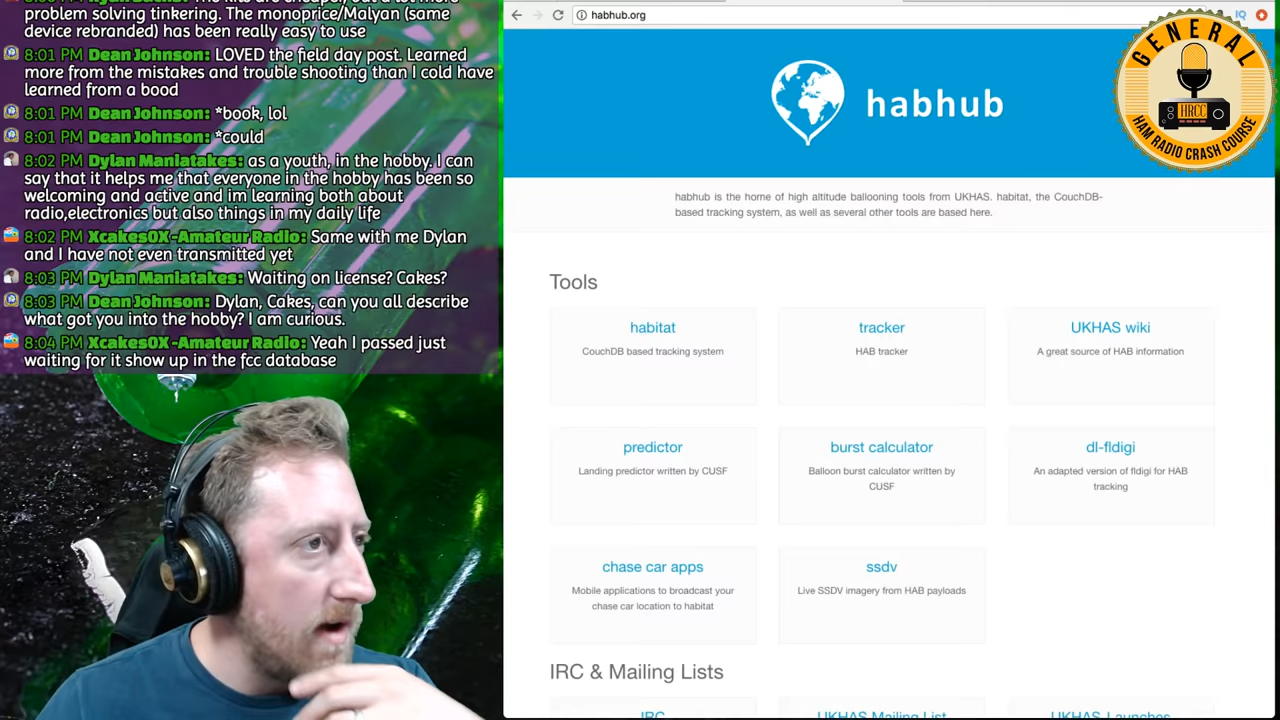 problem solving tinkering. The monoprice/Malyan (same
device rebranded) has been really easy to use
8:01 PM Dean Johnson: LOVED the field day post. Learned
more from the mistakes and trouble shooting than I cold have
learned from a bood
8:01 PM Dean Johnson: *book, lol
8:01 PM Dean Johnson: *could
8:02 PM Dylan Maniatakes: as a youth, in the hobby. I can
say that it helps me that everyone in the hobby has been so
welcoming and active and im learning both about
radio,electronics but also things in my daily life
8:02 PM Xcakes0X -Amateur Radio: Same with me Dylan
and I have not even transmitted yet
8:03 PM Dylan Maniatakes: Waiting on license? Cakes?
8:03 PM Dean Johnson: Dylan, Cakes, can you all describe
what got you into the hobby? I am curious.
8:04 PM Xcakes0X -Amateur Radio: Yeah I passed just
waiting for it show up in the fcc database
habhub.org
IQ
GENERAL
HRCC
HAM RADIO CRASH COURSE
habhub
habhub is the home of high altitude ballooning tools from UKHAS. habitat, the CouchDB-
based tracking system, as well as several other tools are based here.
Tools
habitat
CouchDB based tracking system
tracker
HAB tracker
UKHAS wiki
A great source of HAB information
predictor
Landing predictor written by CUSF
burst calculator
Balloon burst calculator written by
CUSF
dl-fldigi
An adapted version of fldigi for HAB
tracking
chase car apps
Mobile applications to broadcast your
chase car location to habitat
ssdv
Live SSDV imagery from HAB payloads
IRC & Mailing Lists
IRC
UKHAS Mailing List
UKHAS Launches